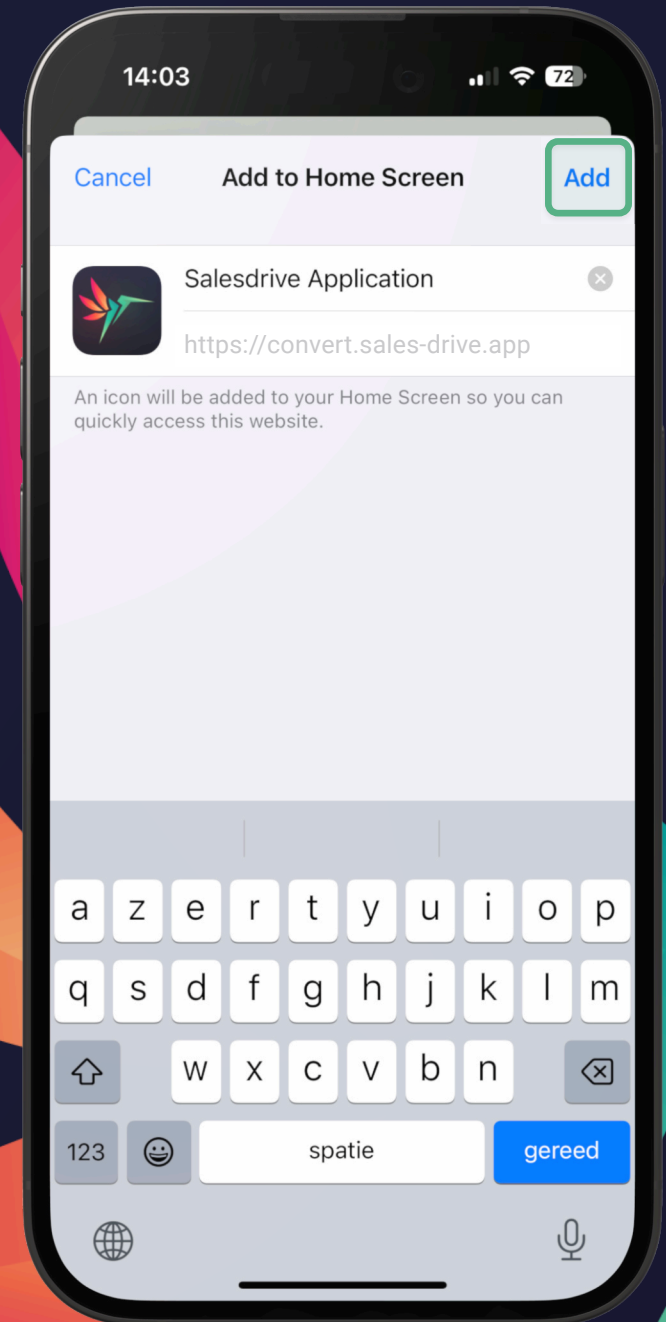 14:03 72
Cancel Add to Home Screen Add
Salesdrive Application
https://convert.sales-drive.app
An icon will be added to your Home Screen so you can
quickly access this website.
a z e r t y u i o p
q s d f g h j k l m
w x c v b n
123 spatie gereed